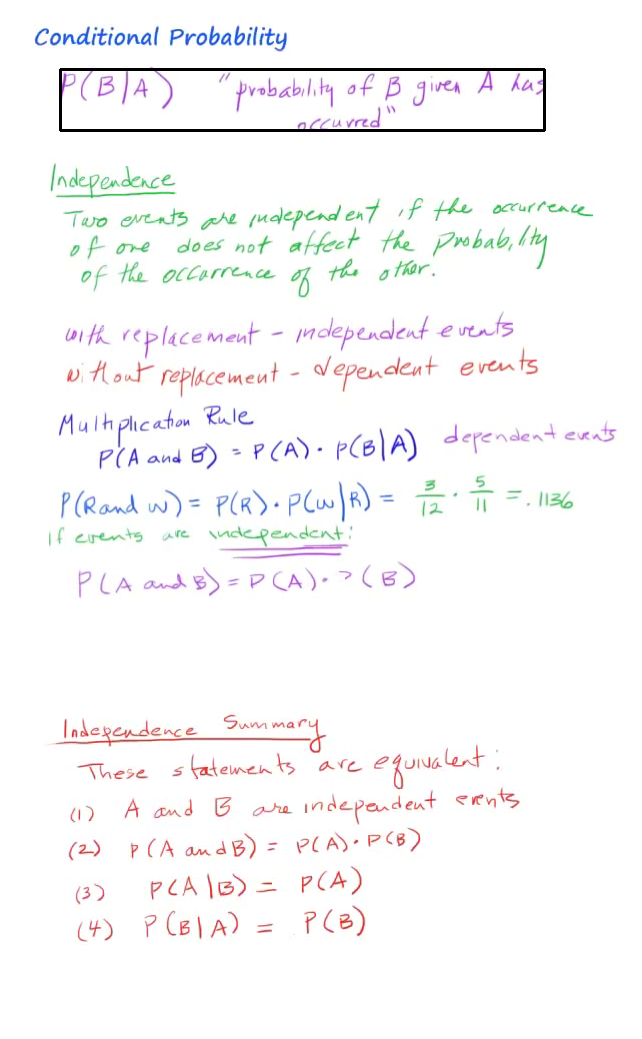 Conditional Probability
P(B|A) "probability of B given A has
occurred"
Independence
Two events are independent if the occurrence
of one does not affect the probability
of the occurrence of the other.
with replacement - independent events
without replacement - dependent events
Multiplication Rule
P(A and B) = P(A) · P(B|A) dependent events
P(R and W) = P(R) · P(W|R) = 3/12 · 5/11 = .1136
if events are independent:
P(A and B) = P(A) · P(B)
Independence Summary
These statements are equivalent:
(1) A and B are independent events
(2) P(A and B) = P(A) · P(B)
(3) P(A|B) = P(A)
(4) P(B|A) = P(B)